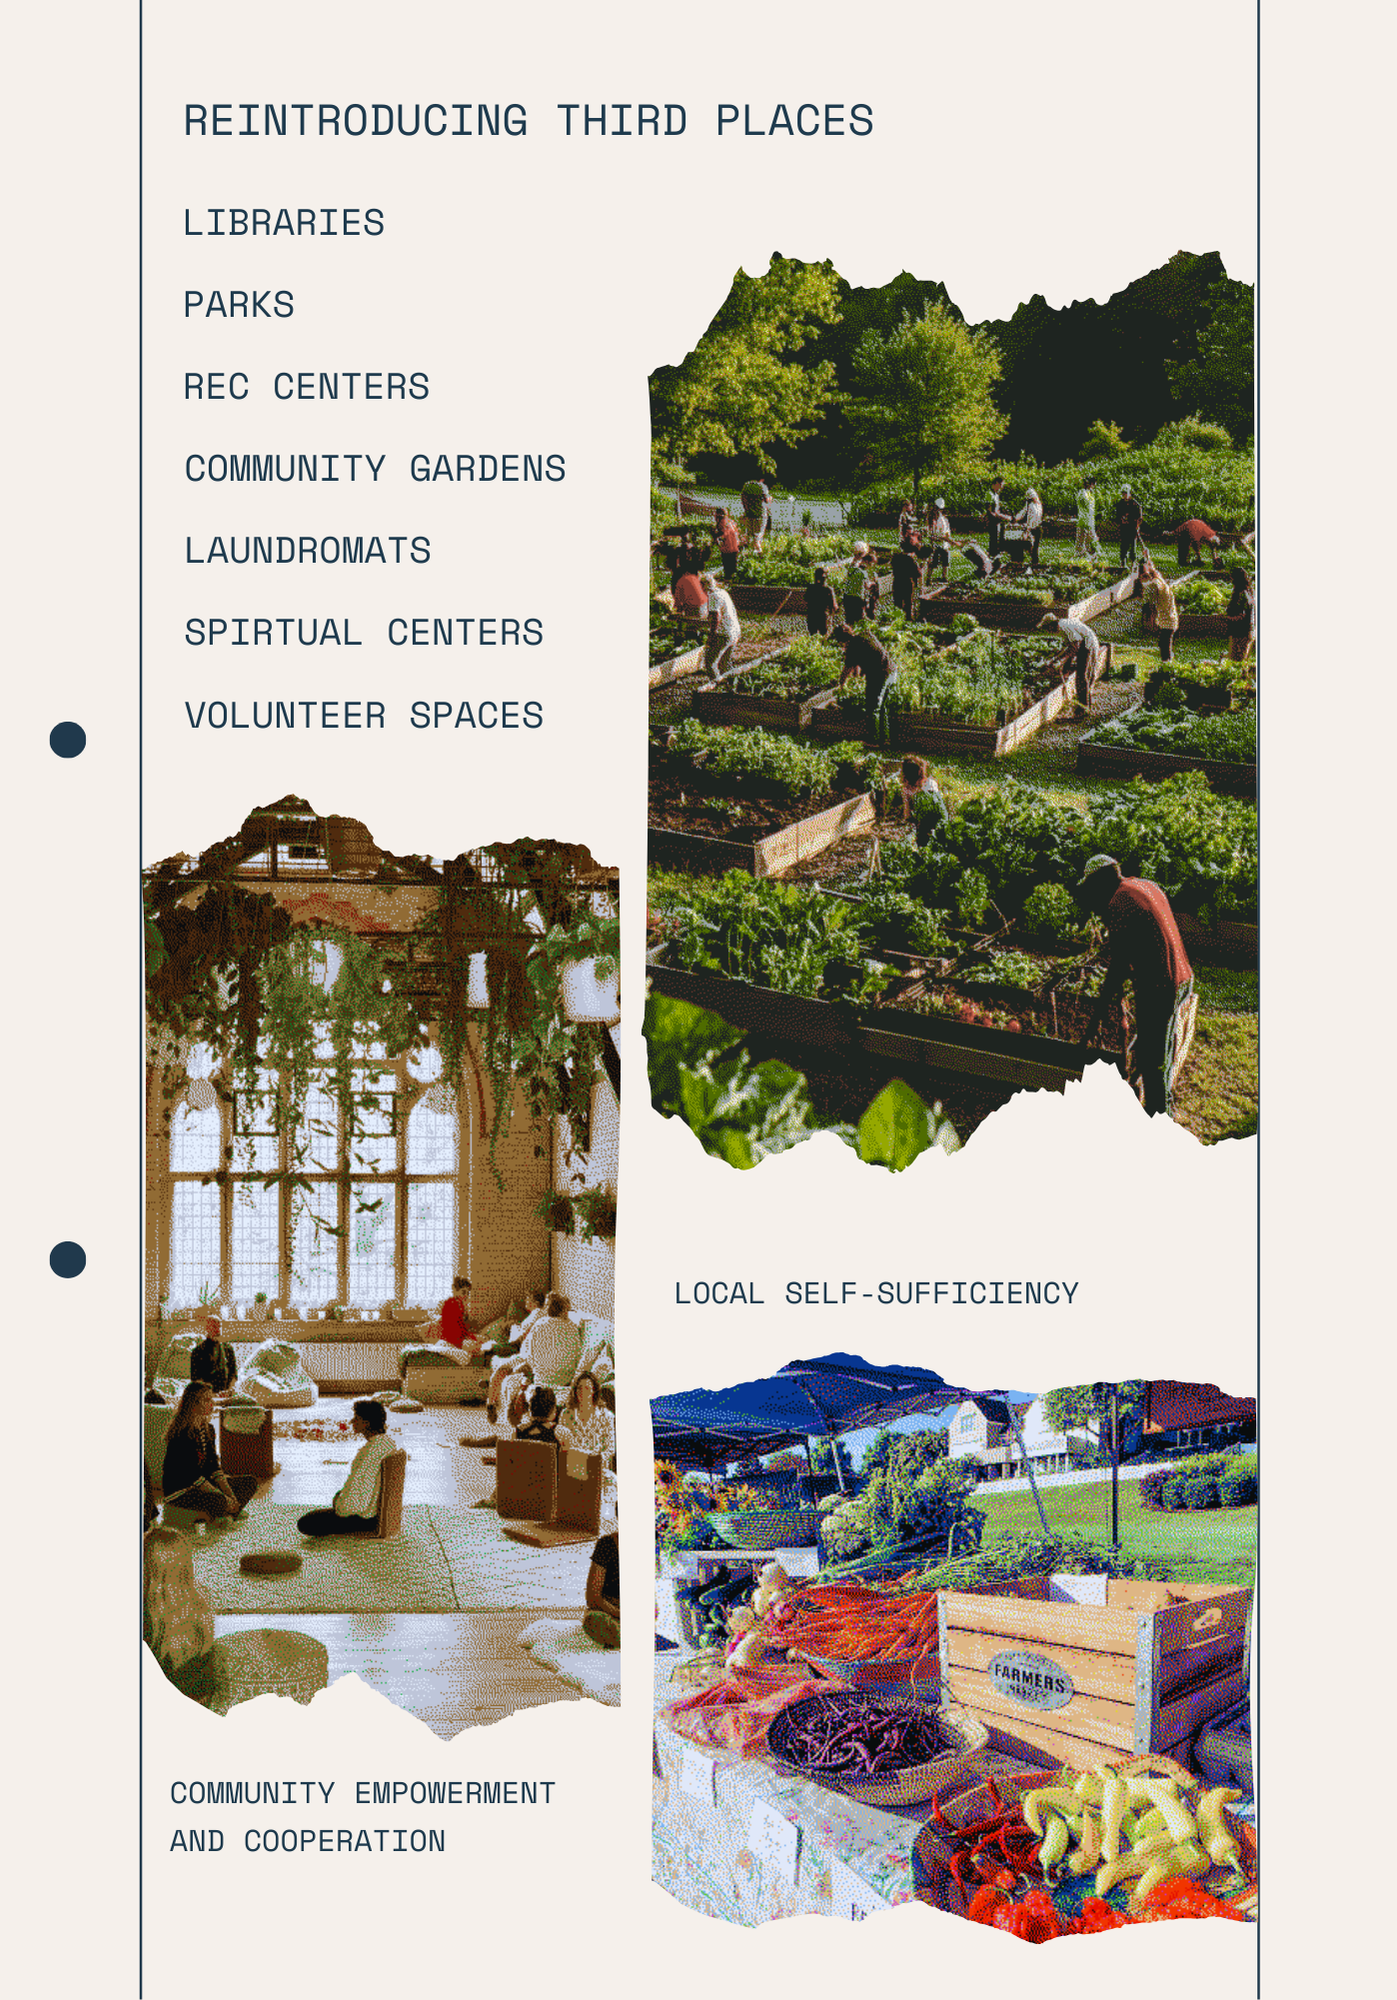 REINTRODUCING THIRD PLACES
LIBRARIES
PARKS
REC CENTERS
COMMUNITY GARDENS
LAUNDROMATS
SPIRTUAL CENTERS
VOLUNTEER SPACES
LOCAL SELF-SUFFICIENCY
FARMERS
COMMUNITY EMPOWERMENT
AND COOPERATION